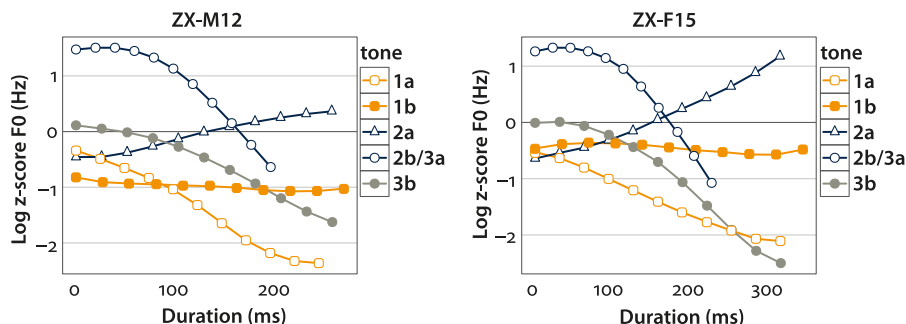 ZX-M12
Log z-score F0 (Hz)
1
0
−1
−2
0
100
200
Duration (ms)
tone
1a
1b
2a
2b/3a
3b
ZX-F15
Log z-score F0 (Hz)
1
0
−1
−2
0
100
200
300
Duration (ms)
tone
1a
1b
2a
2b/3a
3b